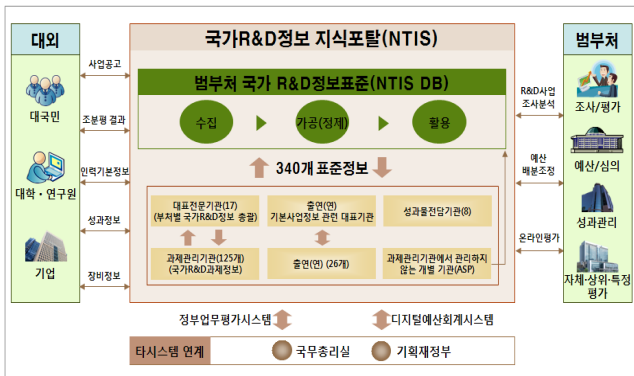 대외
국가R&D정보 지식포탈(NTIS)
범부처
사업공고
조분평 결과
인력기본정보
성과정보
장비정보
대국민
대학·연구원
기업
범부처 국가 R&D정보표준(NTIS DB)
수집
가공(정제)
활용
340개 표준정보
대표전문기관(17)
(부처별 국가R&D정보 총괄)
출연(연)
기본사업정보 관련 대표기관
성과물전담기관(8)
과제관리기관(125개)
(국가R&D과제정보)
출연(연) (26개)
과제관리기관에서 관리하지
않는 개별 기관(ASP)
R&D사업
조사분석
예산
배분조정
온라인평가
조사/평가
예산/심의
성과관리
자체·상위·특정
평가
정부업무평가시스템
디지털예산회계시스템
타시스템 연계
국무총리실
기획재정부